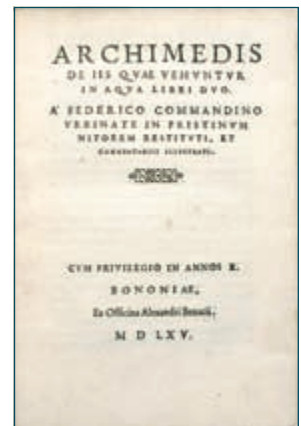 ARCHIMEDIS
DE IIS QVAE VEHVNTVR
IN AQVA LIBRI DVO.
A' FEDERICO COMMANDINO
VRBINATE IN PRISTINVM
NITOREM RESTITVTI, ET
COMMENTARIIS ILLVSTRATI.
CVM PRIVILEGIO IN ANNOS X.
BONONIAE,
Ex Officina Alexandri Benacii,
M D LXV.